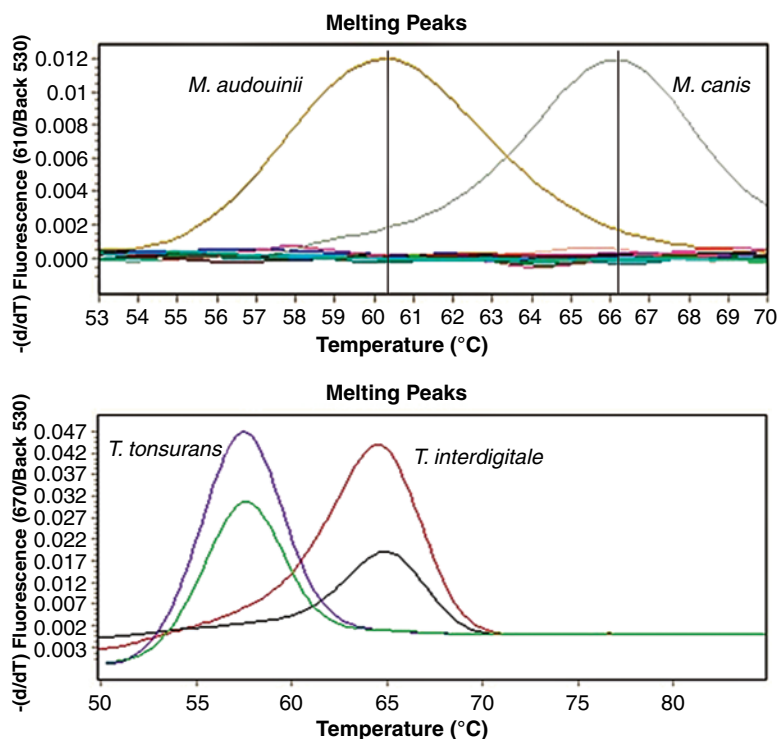 Melting Peaks
-(d/dT) Fluorescence (610/Back 530)
0.012
0.01
0.008
0.006
0.004
0.002
0.000
M. audouinii
M. canis
53 54 55 56 57 58 59 60 61 62 63 64 65 66 67 68 69 70
Temperature (°C)
Melting Peaks
-(d/dT) Fluorescence (670/Back 530)
0.047
0.042
0.037
0.032
0.027
0.022
0.017
0.012
0.007
0.002
0.003
T. tonsurans
T. interdigitale
50 55 60 65 70 75 80
Temperature (°C)